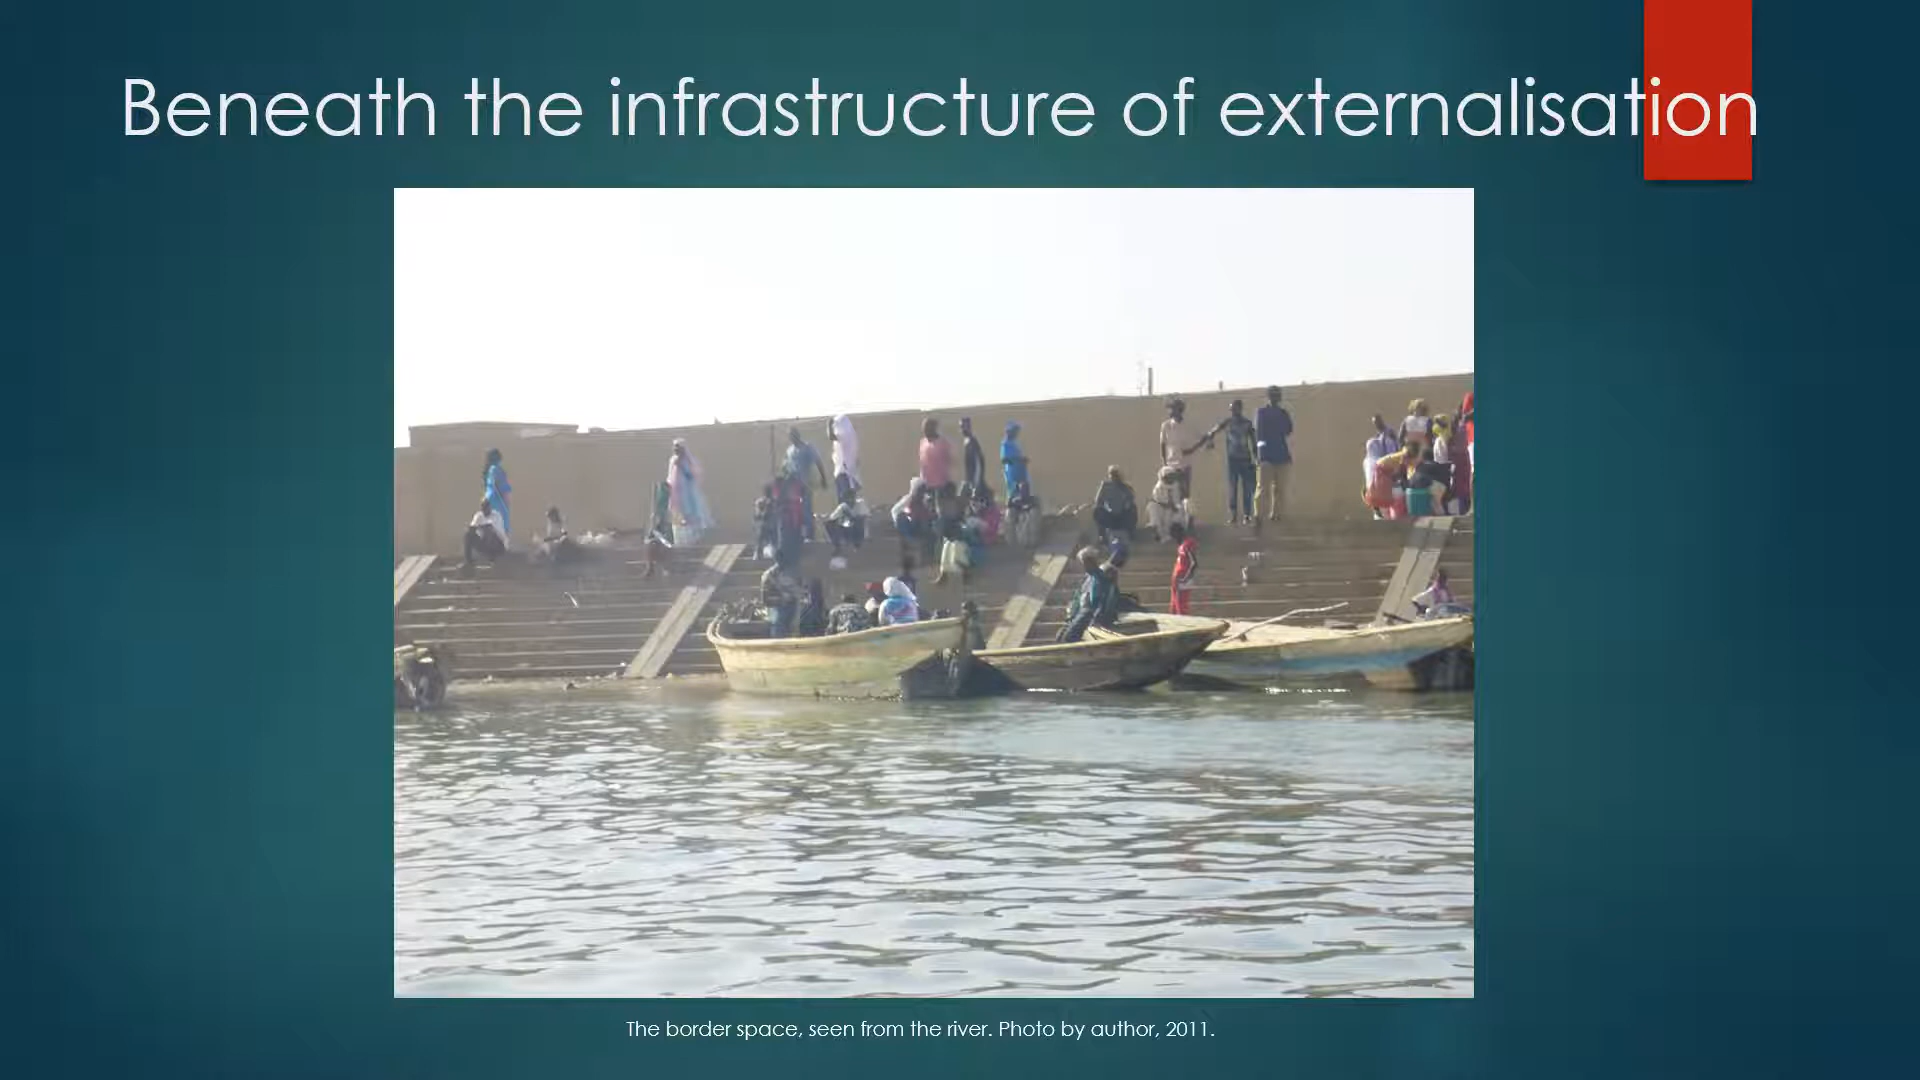 Beneath the infrastructure of externalisation
The border space, seen from the river. Photo by author, 2011.